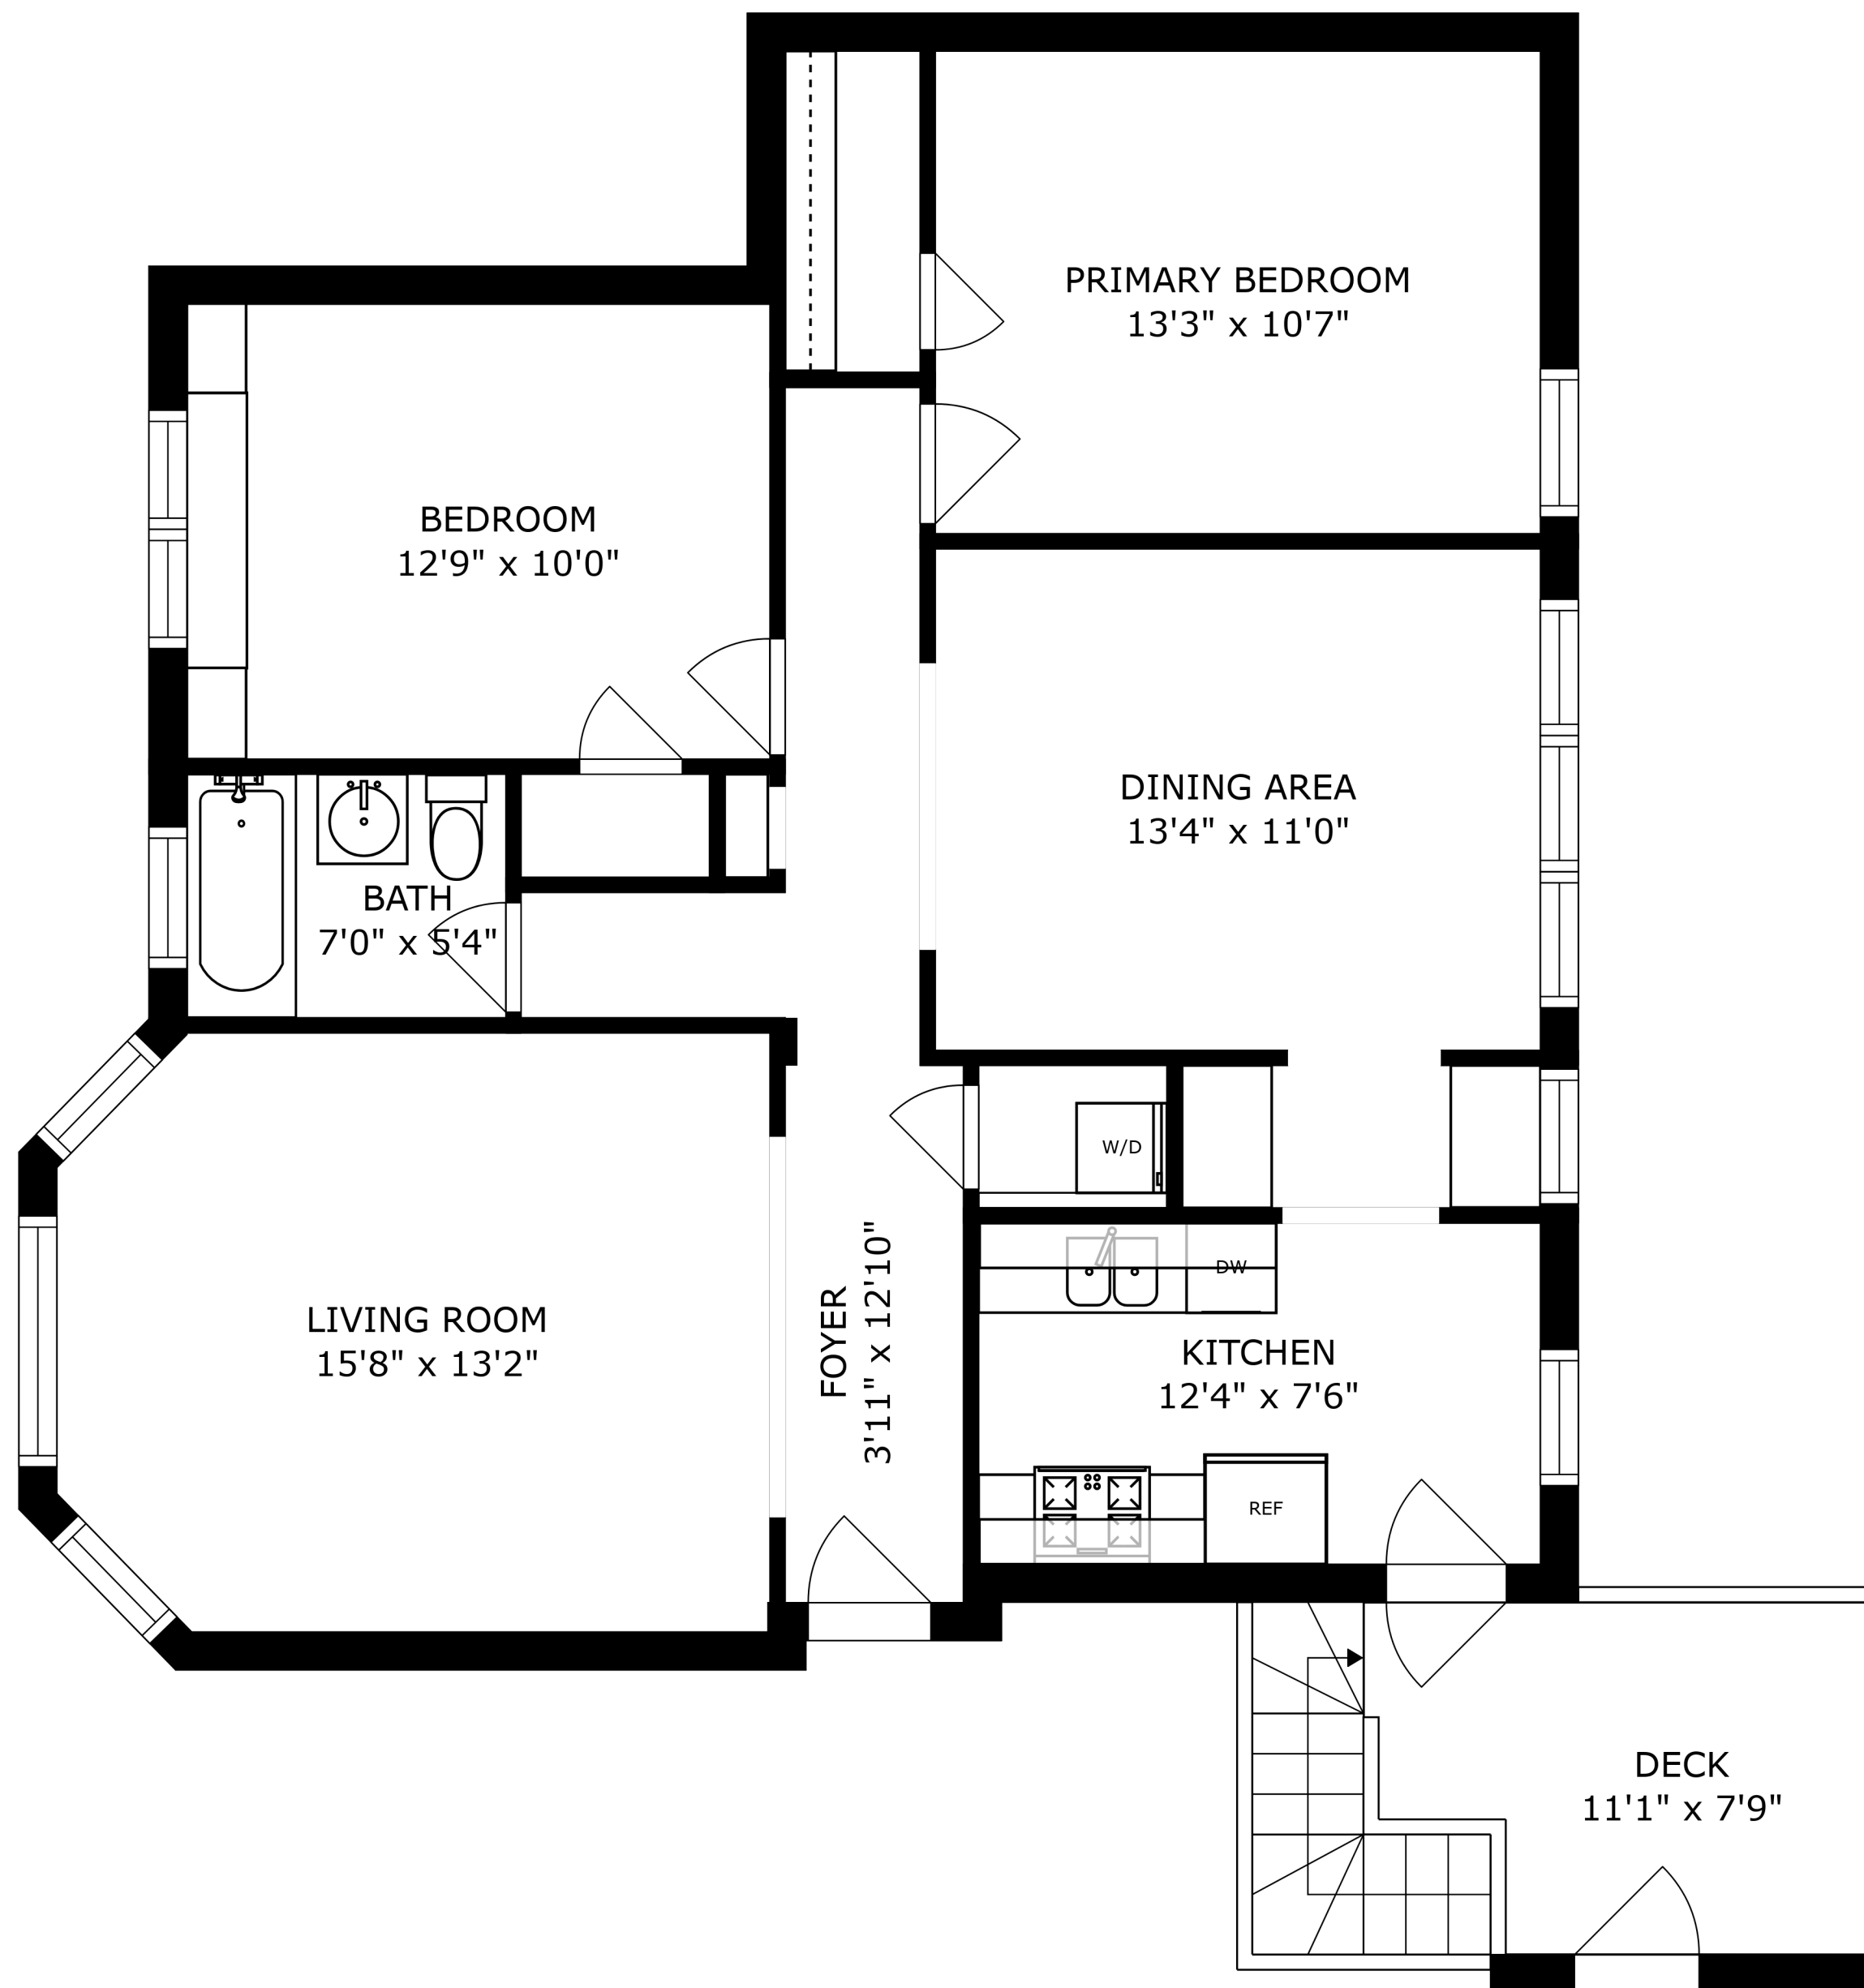 PRIMARY BEDROOM
13'3" x 10'7"
BEDROOM
12'9" x 10'0"
DINING AREA
13'4" x 11'0"
BATH
7'0" x 5'4"
W/D
DW
LIVING ROOM
15'8" x 13'2"
FOYER
3'11" x 12'10"
KITCHEN
12'4" x 7'6"
REF
DECK
11'1" x 7'9"